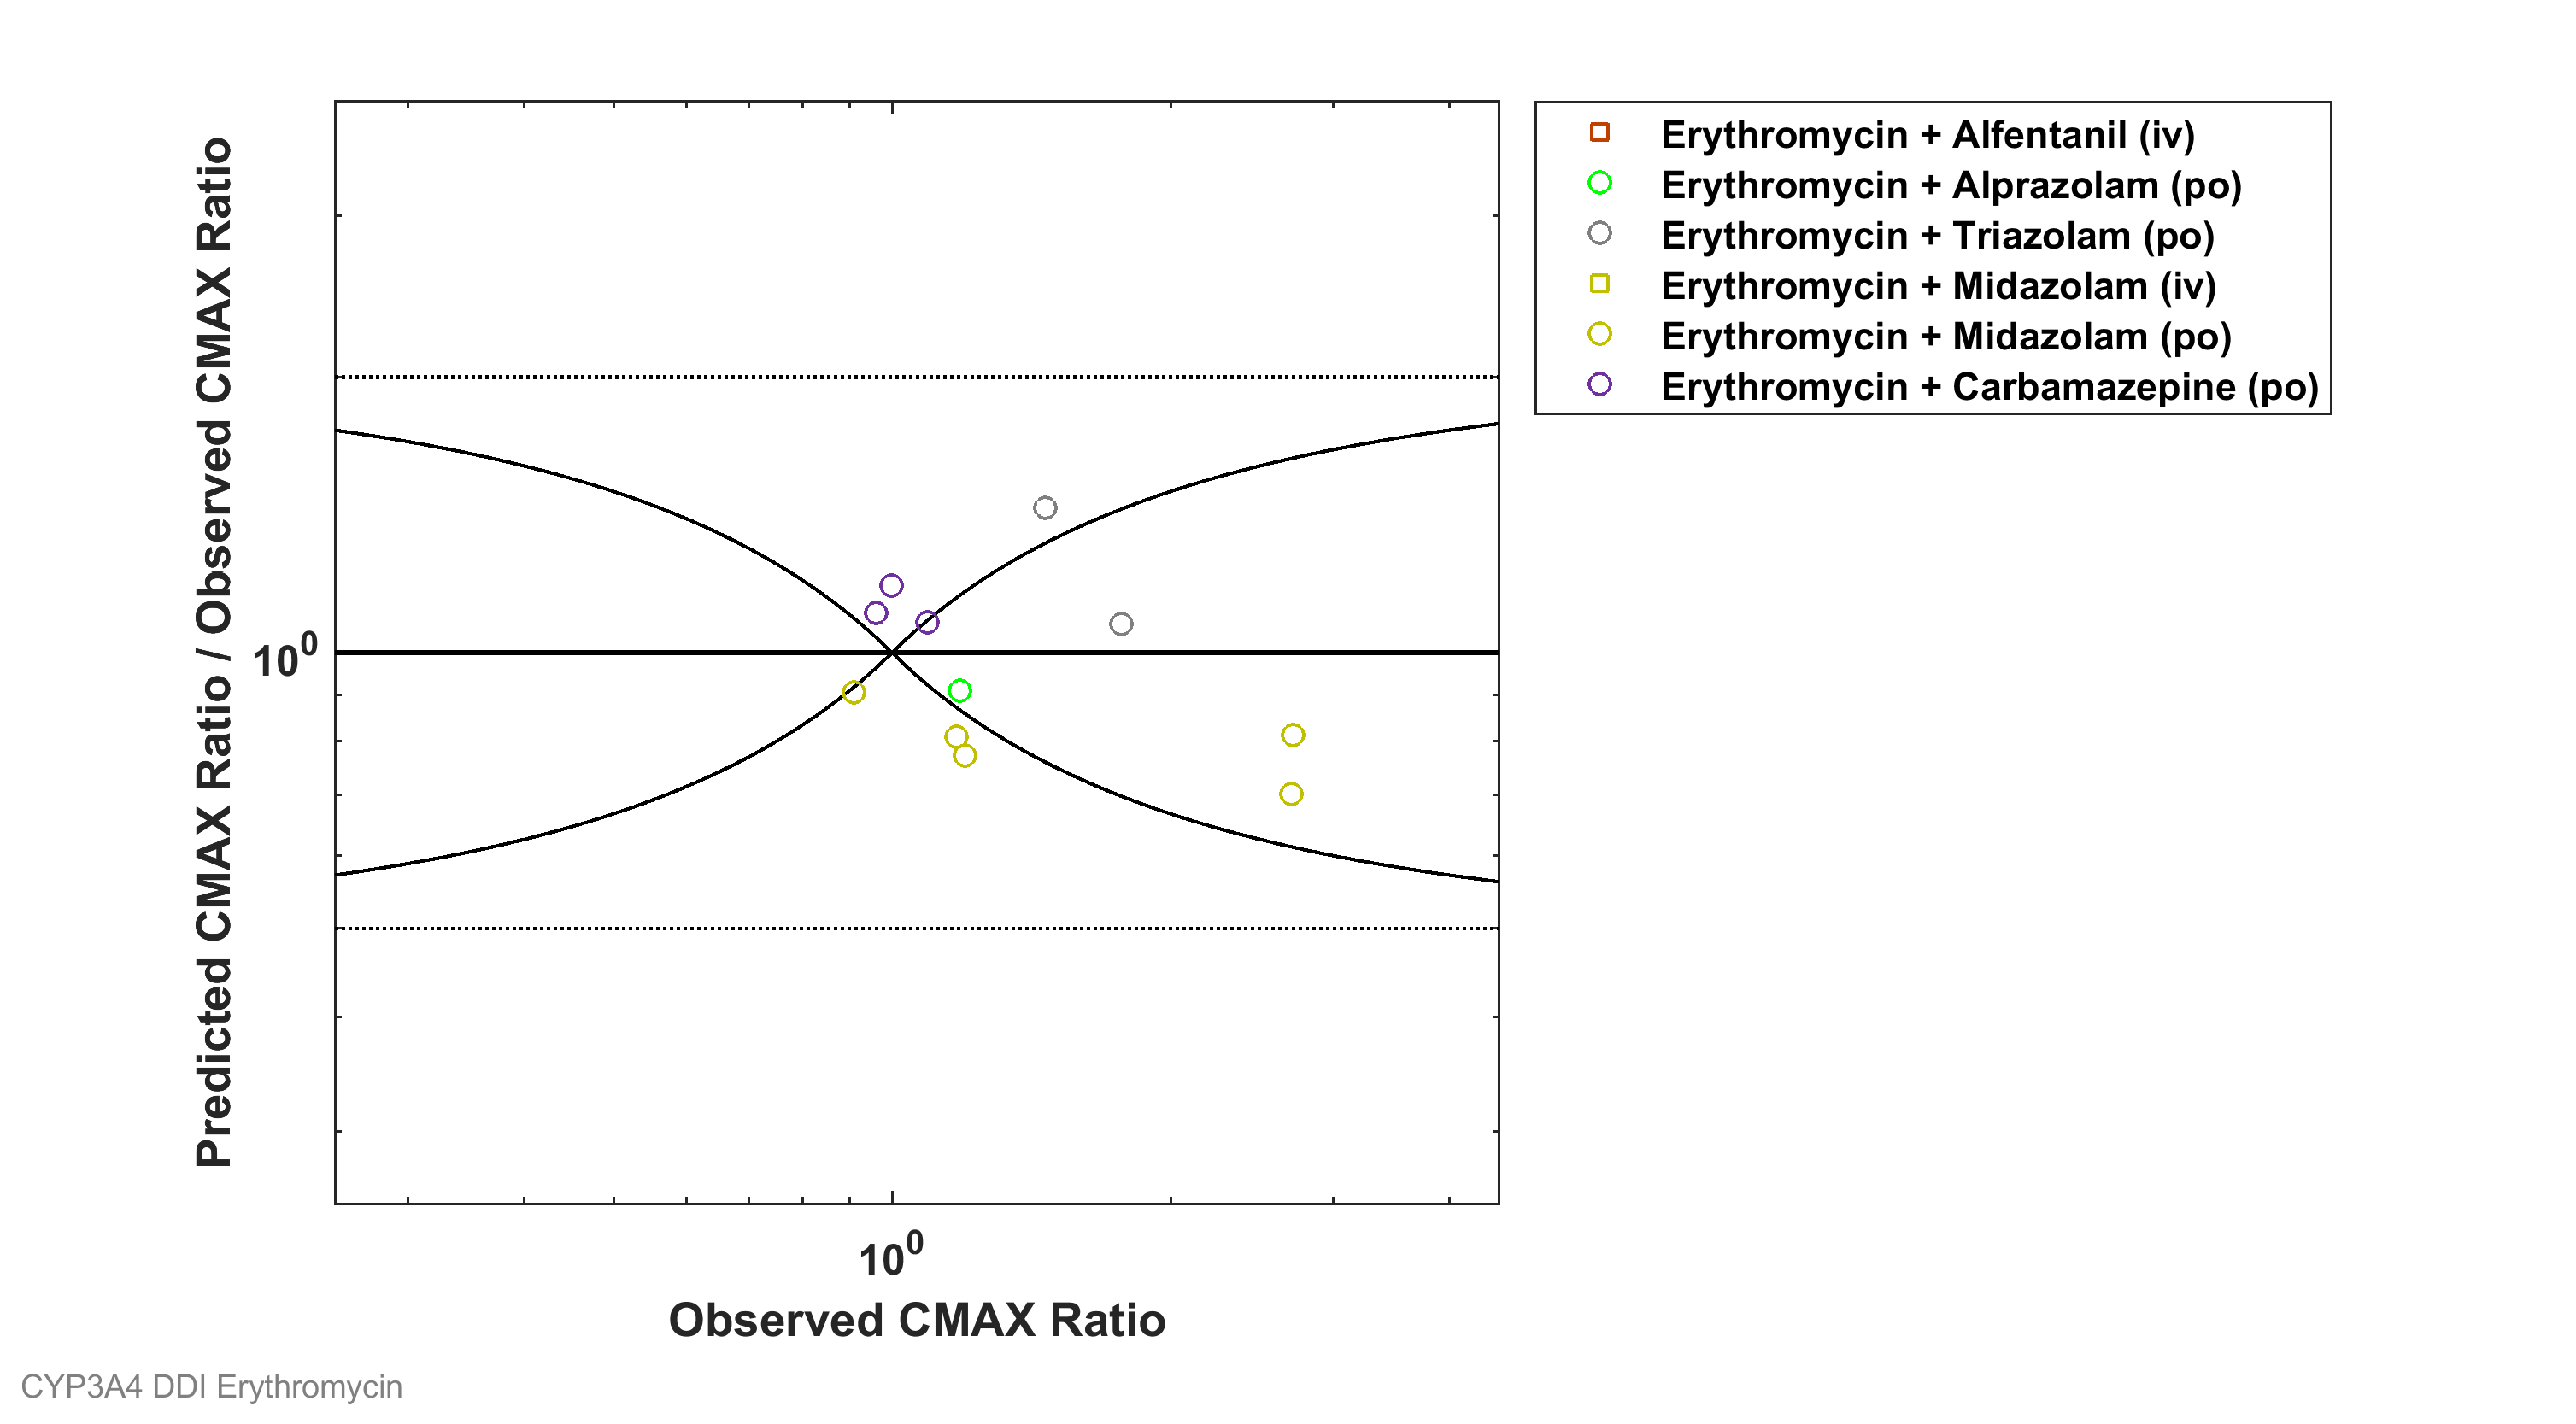 Predicted CMAX Ratio / Observed CMAX Ratio
10^0
10^0
Observed CMAX Ratio
Erythromycin + Alfentanil (iv)
Erythromycin + Alprazolam (po)
Erythromycin + Triazolam (po)
Erythromycin + Midazolam (iv)
Erythromycin + Midazolam (po)
Erythromycin + Carbamazepine (po)
CYP3A4 DDI Erythromycin